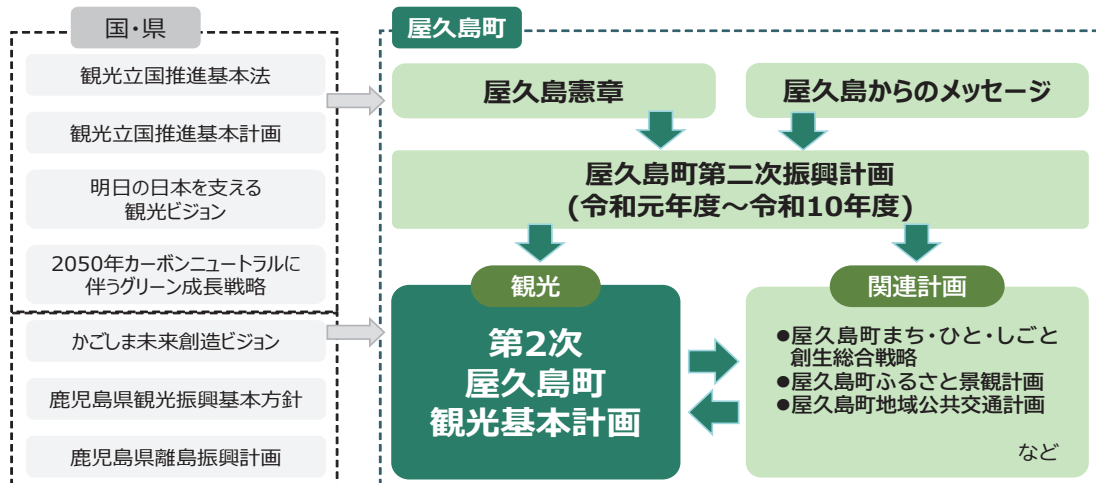 国・県
観光立国推進基本法
観光立国推進基本計画
明日の日本を支える
観光ビジョン
2050年カーボンニュートラルに
伴うグリーン成長戦略
かごしま未来創造ビジョン
鹿児島県観光振興基本方針
鹿児島県離島振興計画
屋久島町
屋久島憲章
屋久島からのメッセージ
屋久島町第二次振興計画
(令和元年度～令和10年度)
観光
第2次
屋久島町
観光基本計画
関連計画
●屋久島町まち・ひと・しごと
創生総合戦略
●屋久島町ふるさと景観計画
●屋久島町地域公共交通計画
など